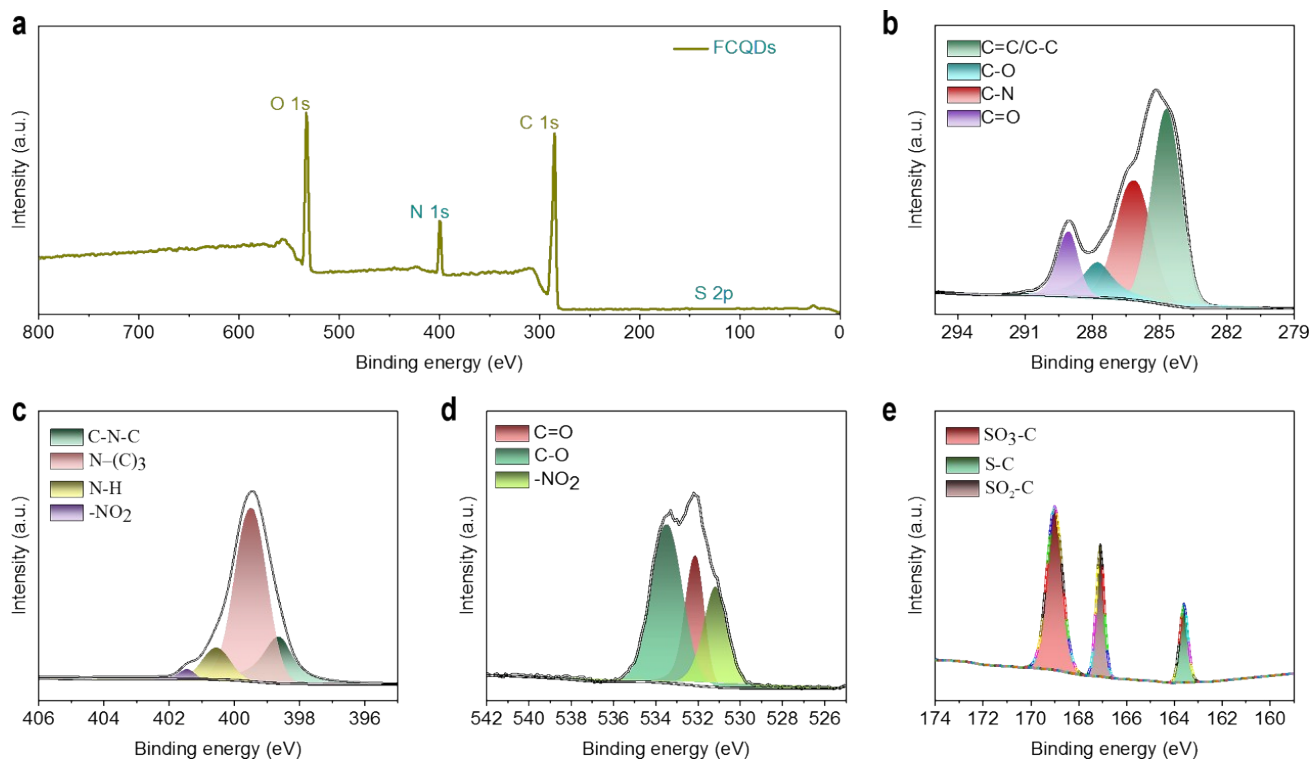 a
FCQDs
O 1s
C 1s
N 1s
S 2p
Intensity (a.u.)
800 700 600 500 400 300 200 100 0
Binding energy (eV)
b
C=C/C-C
C-O
C-N
C=O
Intensity (a.u.)
294 291 288 285 282 279
Binding energy (eV)
c
C-N-C
N–(C)₃
N-H
-NO₂
Intensity (a.u.)
406 404 402 400 398 396
Binding energy (eV)
d
C=O
C-O
-NO₂
Intensity (a.u.)
542 540 538 536 534 532 530 528 526
Binding energy (eV)
e
SO₃-C
S-C
SO₂-C
Intensity (a.u.)
174 172 170 168 166 164 162 160
Binding energy (eV)